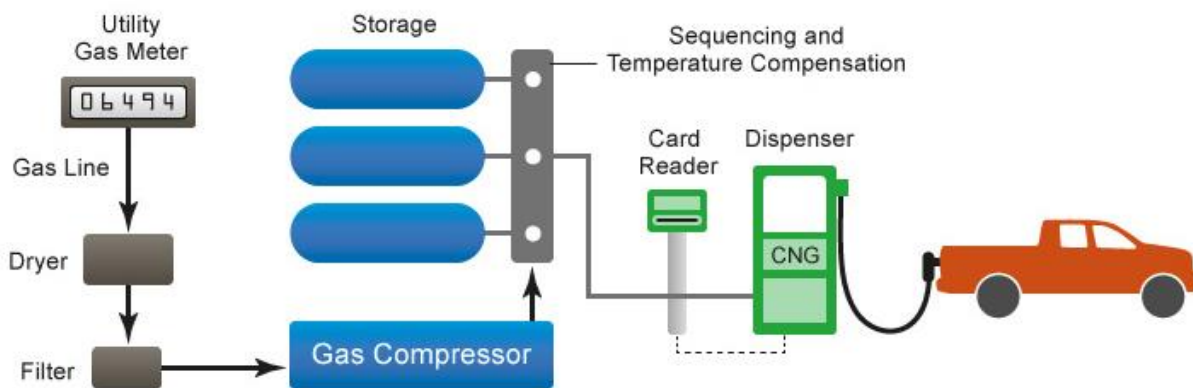 Utility
Gas Meter
06494
Gas Line
Dryer
Filter
Storage
Gas Compressor
Sequencing and
Temperature Compensation
Card
Reader
Dispenser
CNG